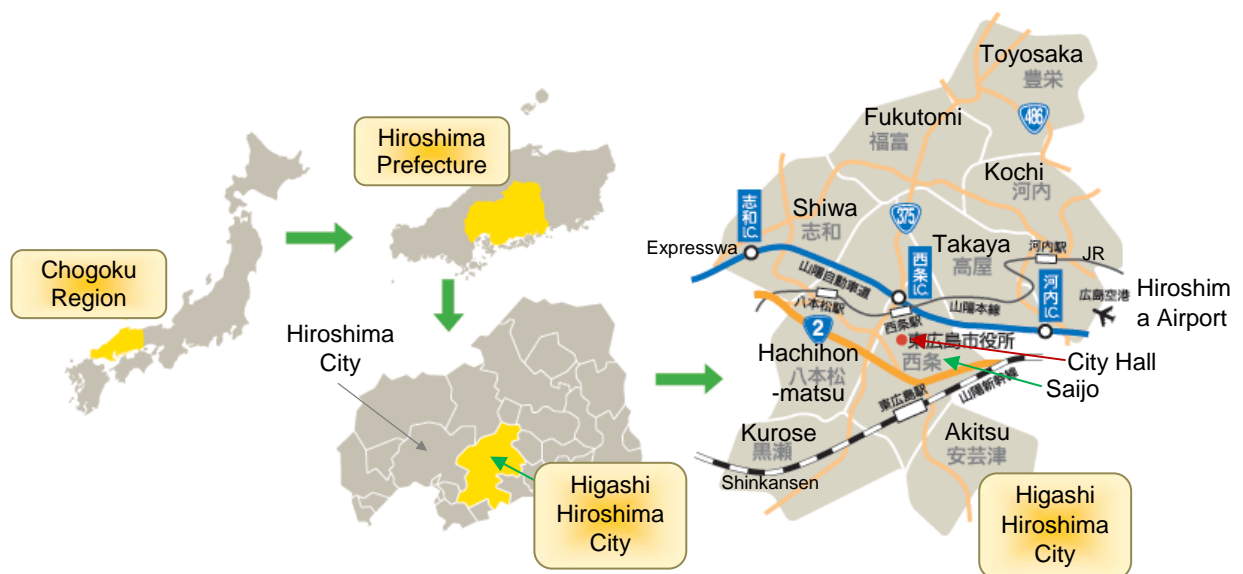 Chogoku
Region
Hiroshima
Prefecture
Hiroshima
City
Higashi
Hiroshima
City
Toyosaka
豊栄
486
Fukutomi
福富
Kochi
河内
志和
I.C.
Shiwa
志和
375
Takaya
高屋
河内駅
JR
Expresswa
山陽自動車道
西条
I.C.
河内
I.C.
広島空港
Hiroshim
a Airport
八本松駅
山陽本線
西条駅
2
東広島市役所
City Hall
西条
Saijo
Hachihon
八本松
-matsu
東広島駅
山陽新幹線
Kurose
黒瀬
Akitsu
安芸津
Shinkansen
Higashi
Hiroshima
City